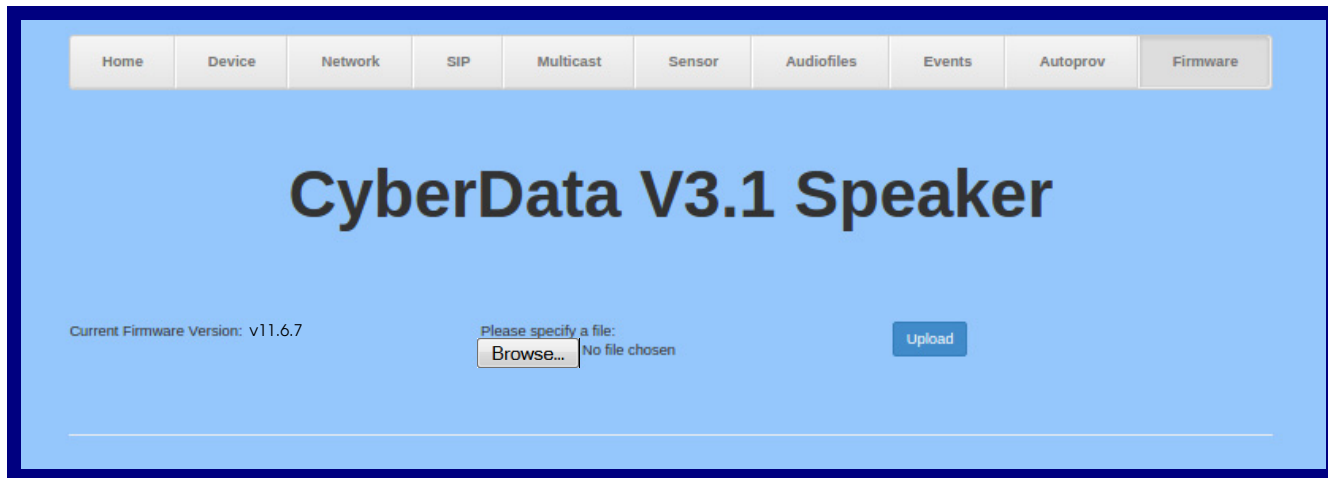 Home Device Network SIP Multicast Sensor Audiofiles Events Autoprov Firmware
CyberData V3.1 Speaker
Current Firmware Version: v11.6.7
Please specify a file:
Browse... No file chosen
Upload